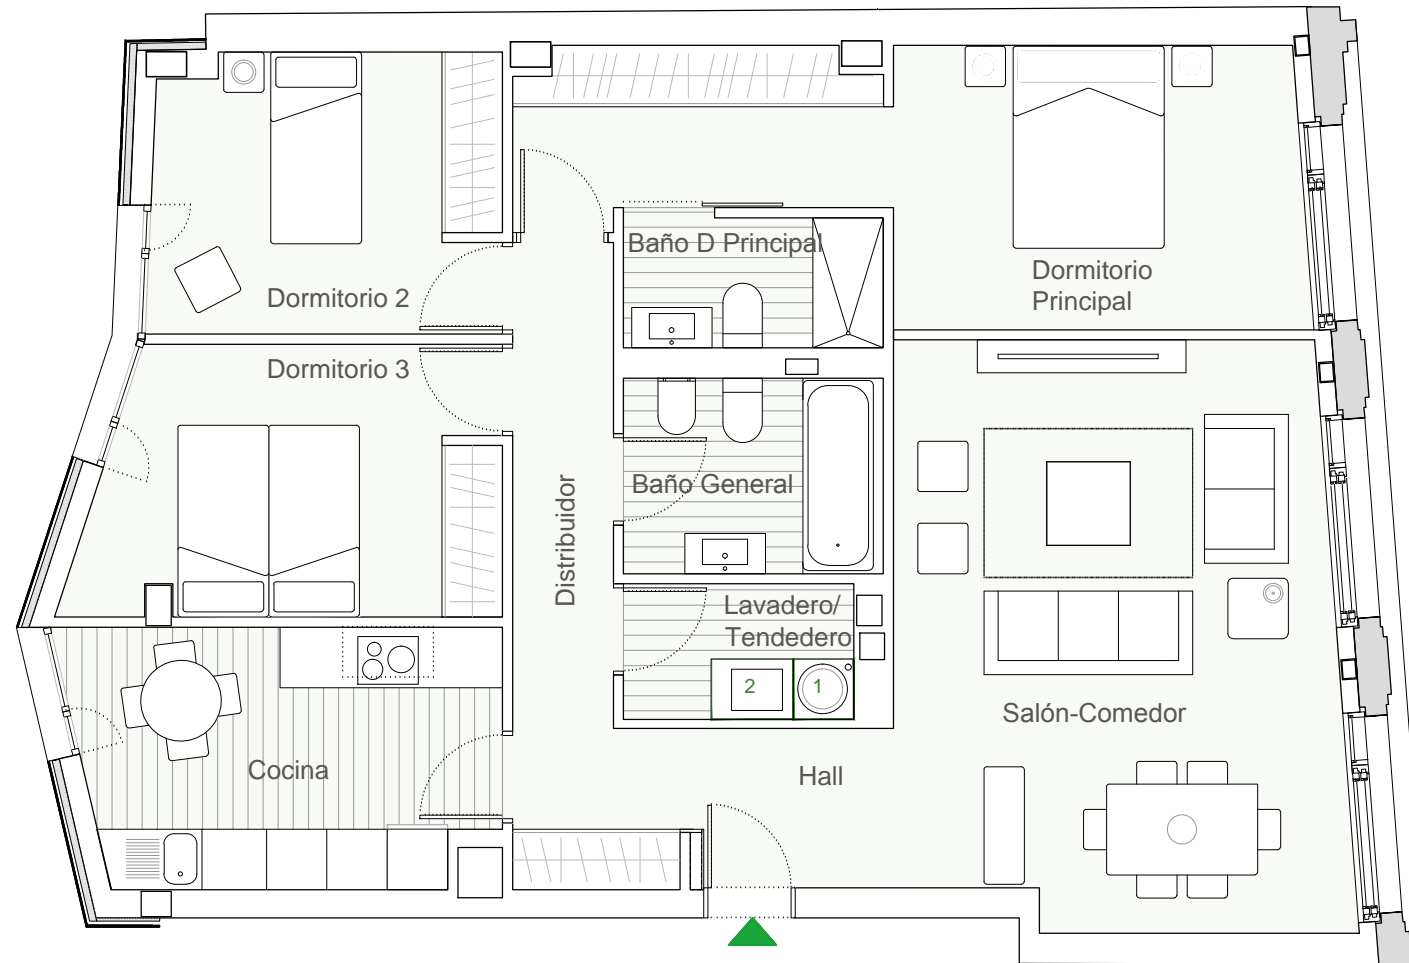 Baño D Principal
Dormitorio
Principal
Dormitorio 2
Dormitorio 3
Baño General
Distribuidor
Lavadero/
Tendedero
2
1
Salón-Comedor
Cocina
Hall